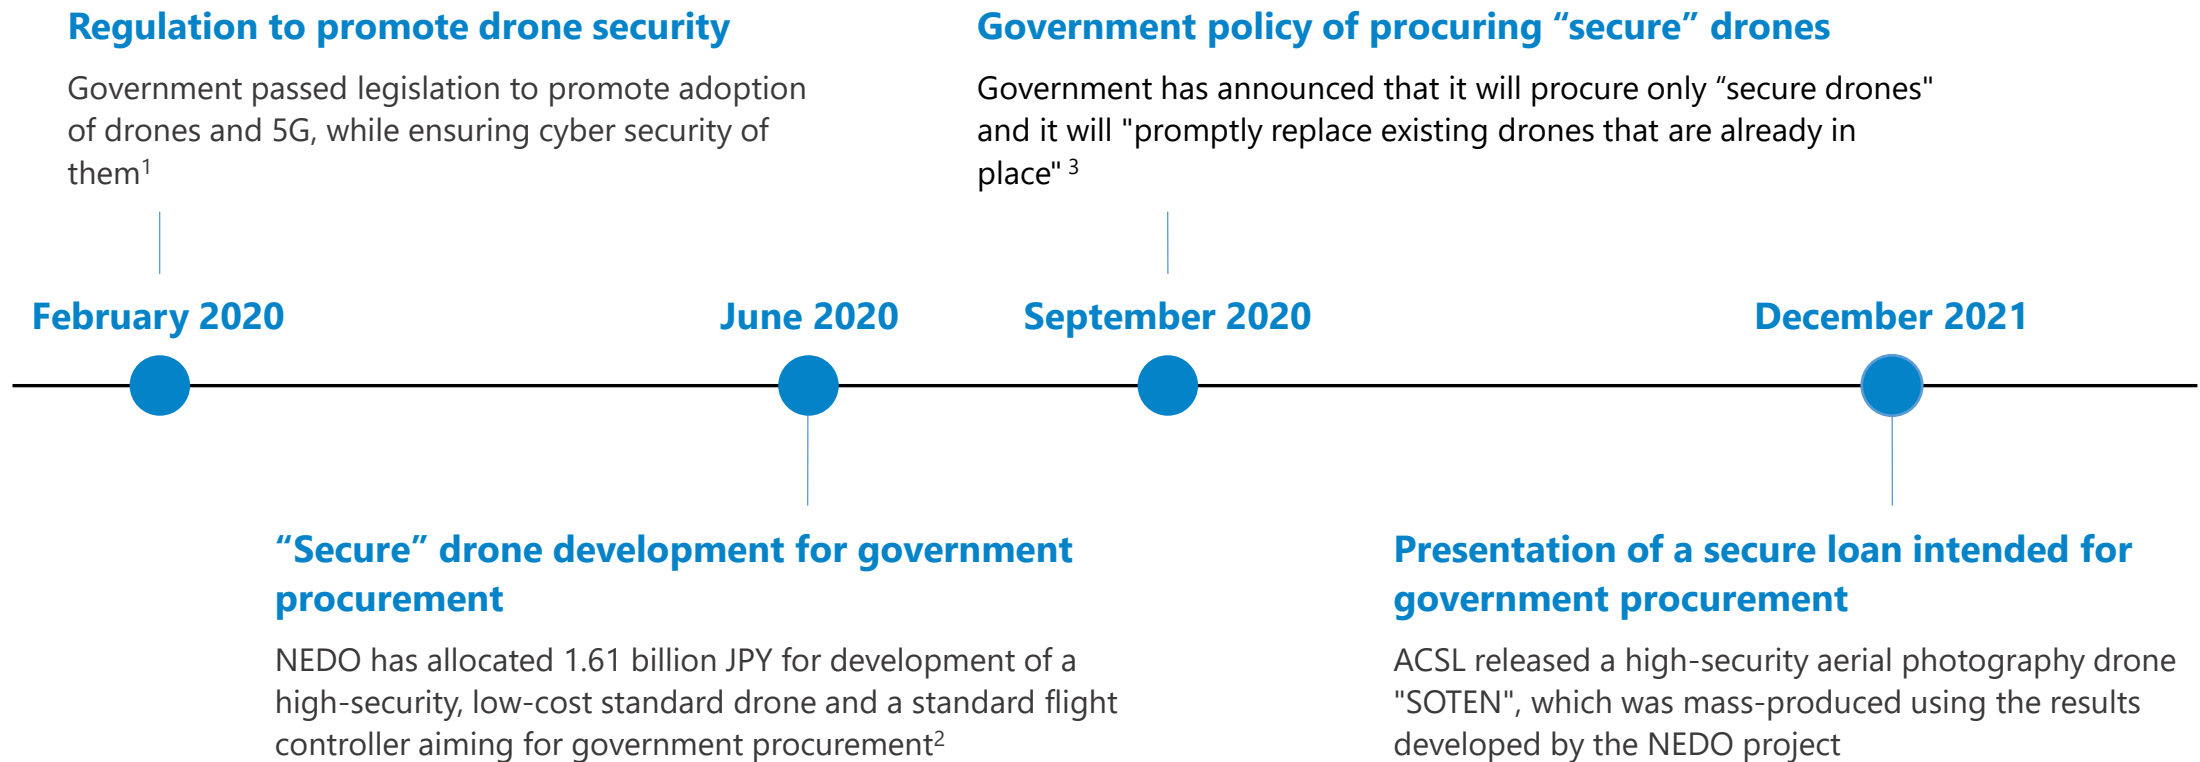 Regulation to promote drone security
Government passed legislation to promote adoption
of drones and 5G, while ensuring cyber security of
them1
Government policy of procuring “secure” drones
Government has announced that it will procure only “secure drones"
and it will "promptly replace existing drones that are already in
place" 3
February 2020
June 2020
September 2020
December 2021
“Secure” drone development for government
procurement
NEDO has allocated 1.61 billion JPY for development of a
high-security, low-cost standard drone and a standard flight
controller aiming for government procurement2
Presentation of a secure loan intended for
government procurement
ACSL released a high-security aerial photography drone
"SOTEN", which was mass-produced using the results
developed by the NEDO project